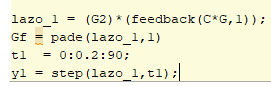 lazo_1 = (G2)*(feedback(C*G,1));
Gf = pade(lazo_1,1)
t1  = 0:0.2:90;
y1 = step(lazo_1,t1);